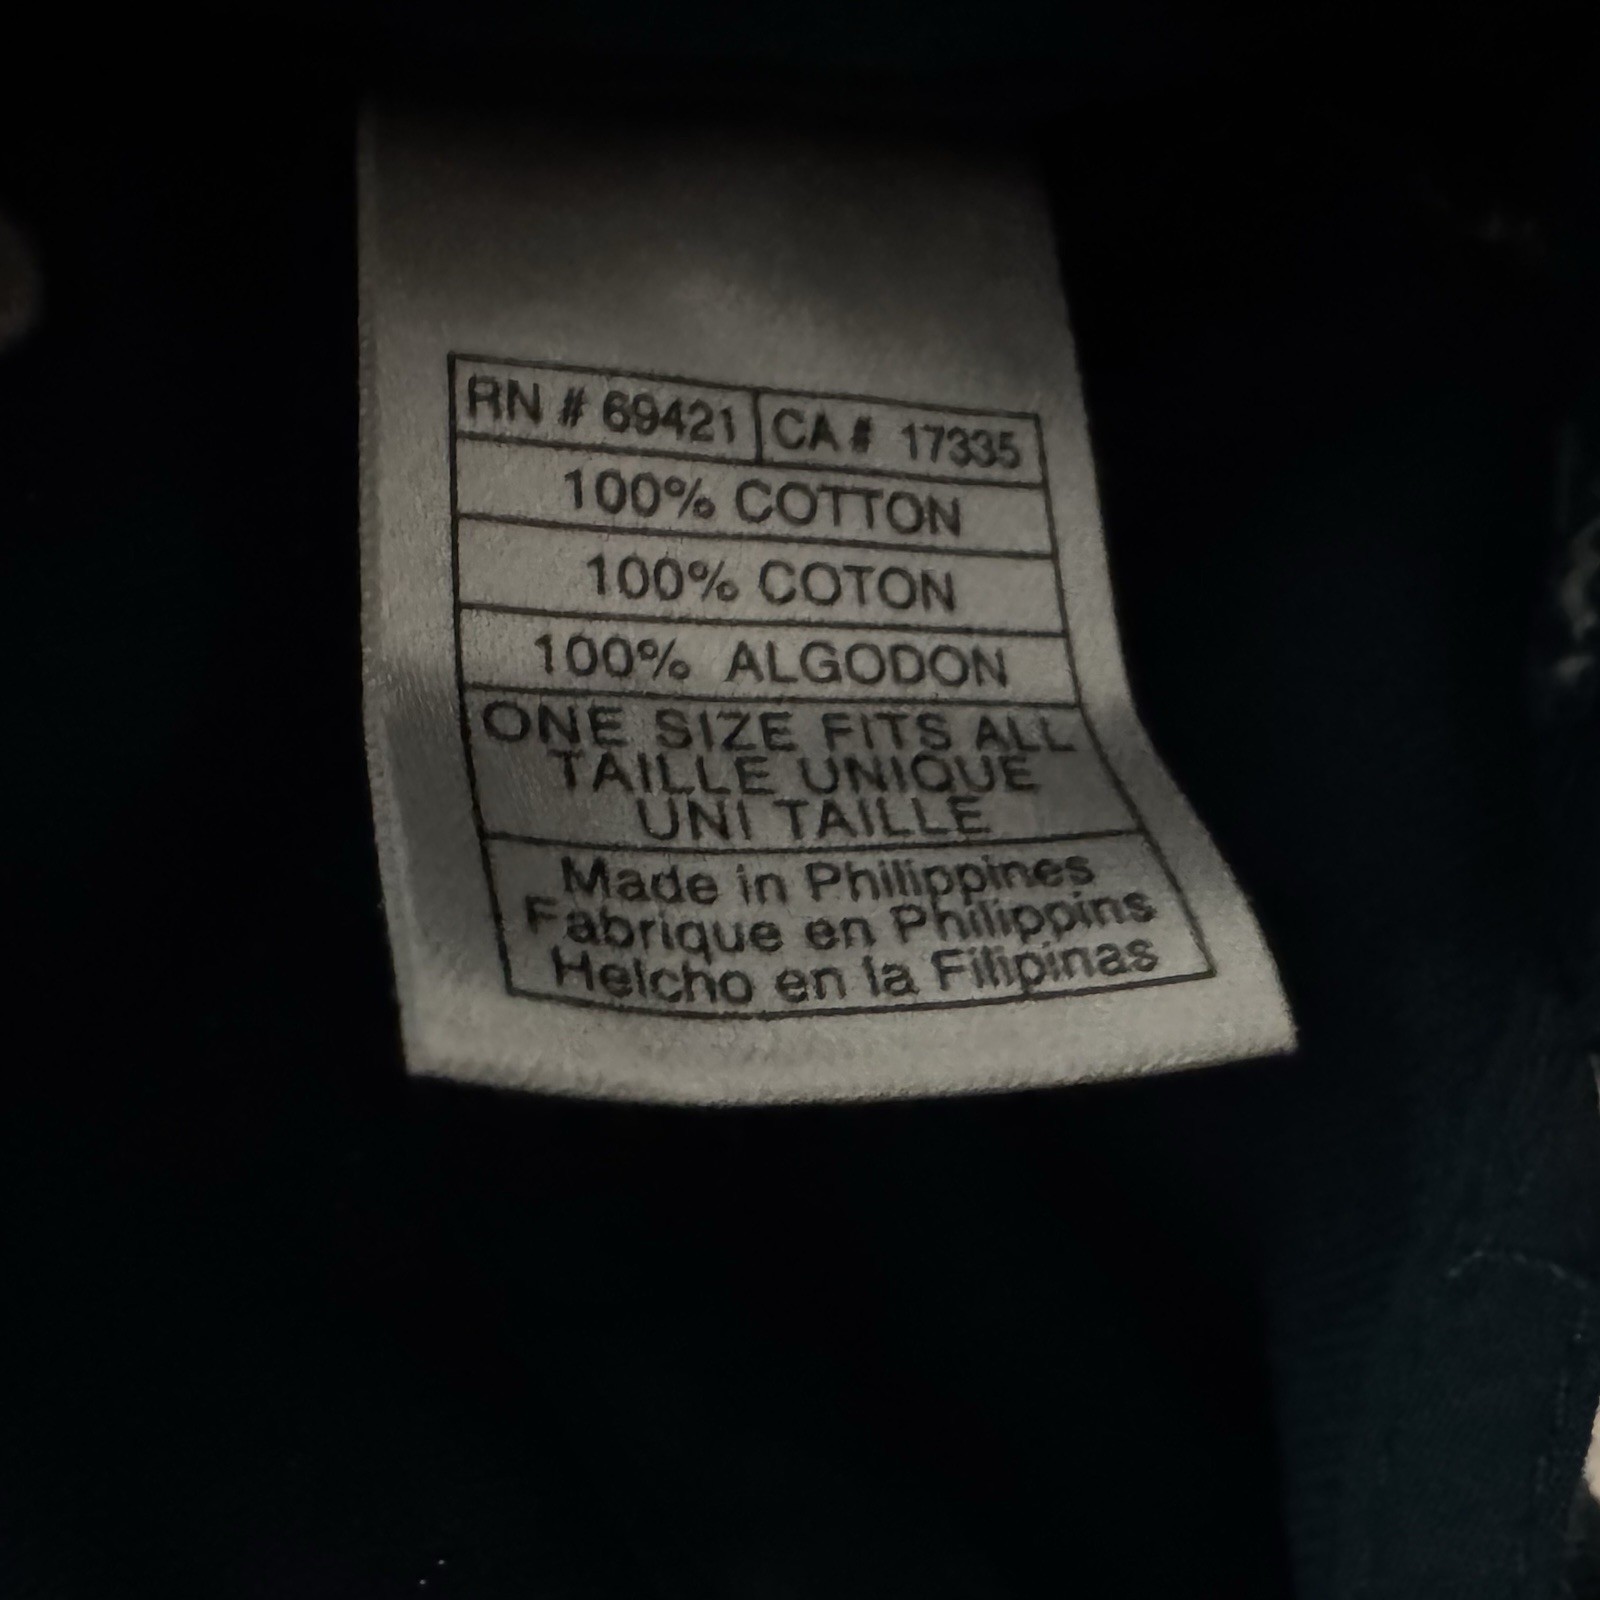 RN # 69421 CA # 17335
100% COTTON
100% COTON
100% ALGODON
ONE SIZE FITS ALL
TAILLE UNIQUE
UNI TAILLE
Made in Philippines
Fabrique en Philippins
Helcho en la Filipinas